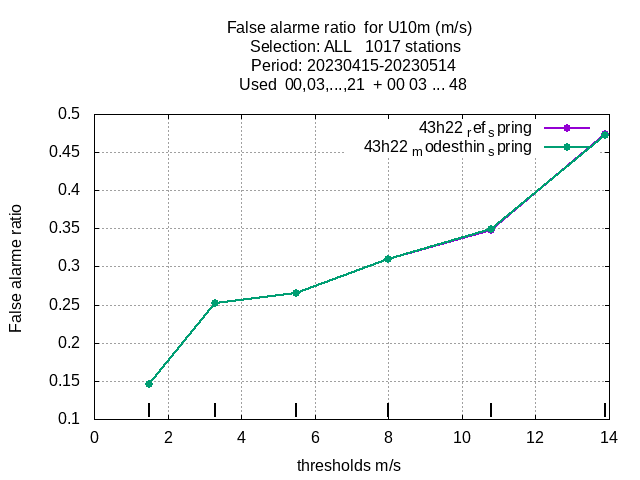 False alarme ratio  for U10m (m/s)
Selection: ALL   1017 stations
Period: 20230415-20230514
Used  00,03,...,21  + 00 03 ... 48
43h22 ref spring
43h22 modesthin spring
0.5
0.45
0.4
0.35
0.3
0.25
0.2
0.15
0.1
False alarme ratio
0 2 4 6 8 10 12 14
thresholds m/s